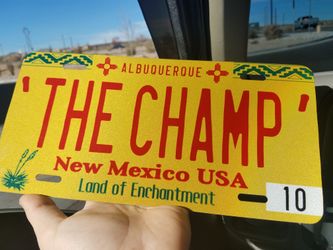 ALBUQUERQUE
'THE CHAMP'
New Mexico USA
Land of Enchantment
10